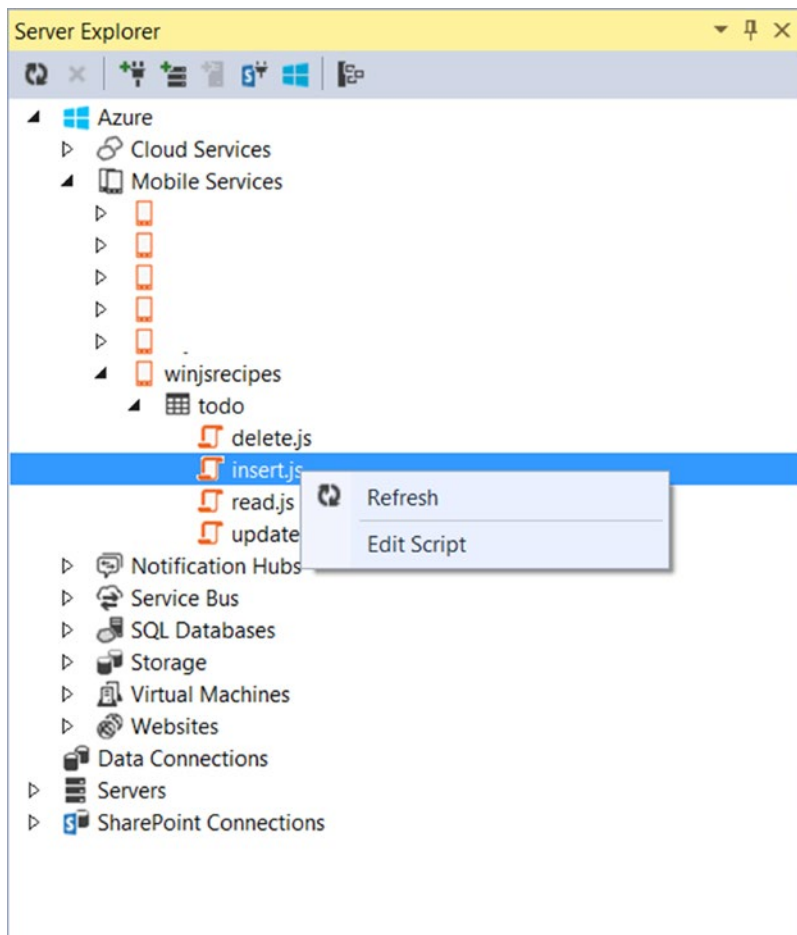 Server Explorer
Azure
Cloud Services
Mobile Services
winjsrecipes
todo
delete.js
insert.js
read.js
Refresh
update
Edit Script
Notification Hubs
Service Bus
SQL Databases
Storage
Virtual Machines
Websites
Data Connections
Servers
SharePoint Connections